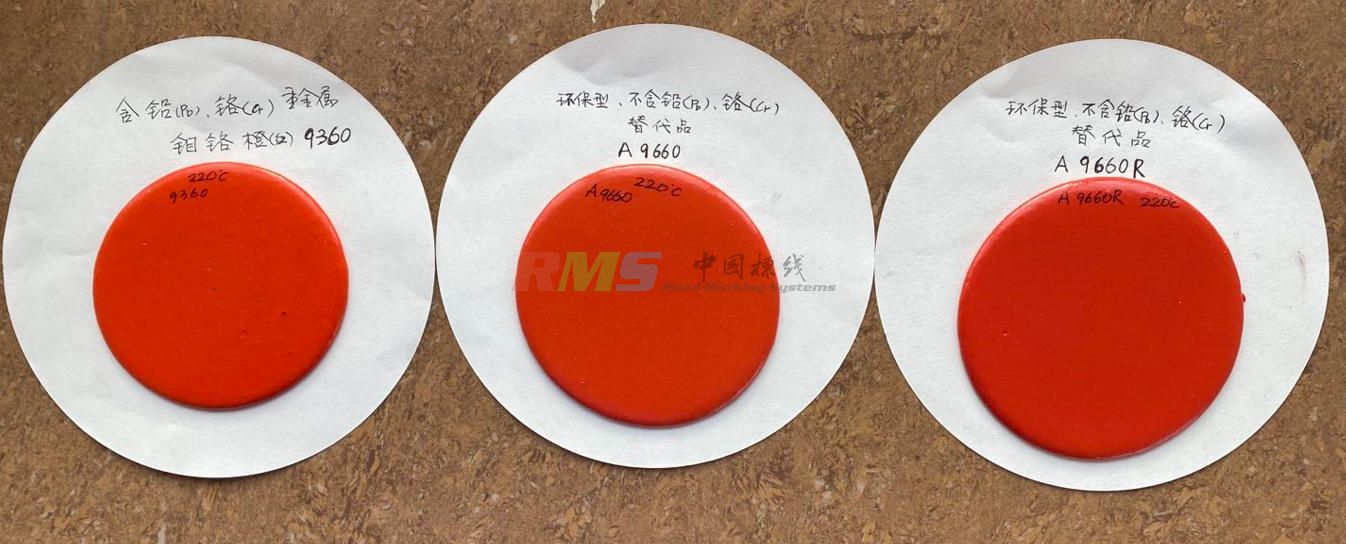 含铅(Pb)、铬(Cr) 重金属
钼铬橙(红) 9360
220℃
9360
环保型、不含铅(Pb)、铬(Cr)
替代品
A 9660
A 9660 220℃
环保型、不含铅(Pb)、铬(Cr)
替代品
A 9660R
A 9660R 220℃
RMS 中國標线
Road Marking Systems